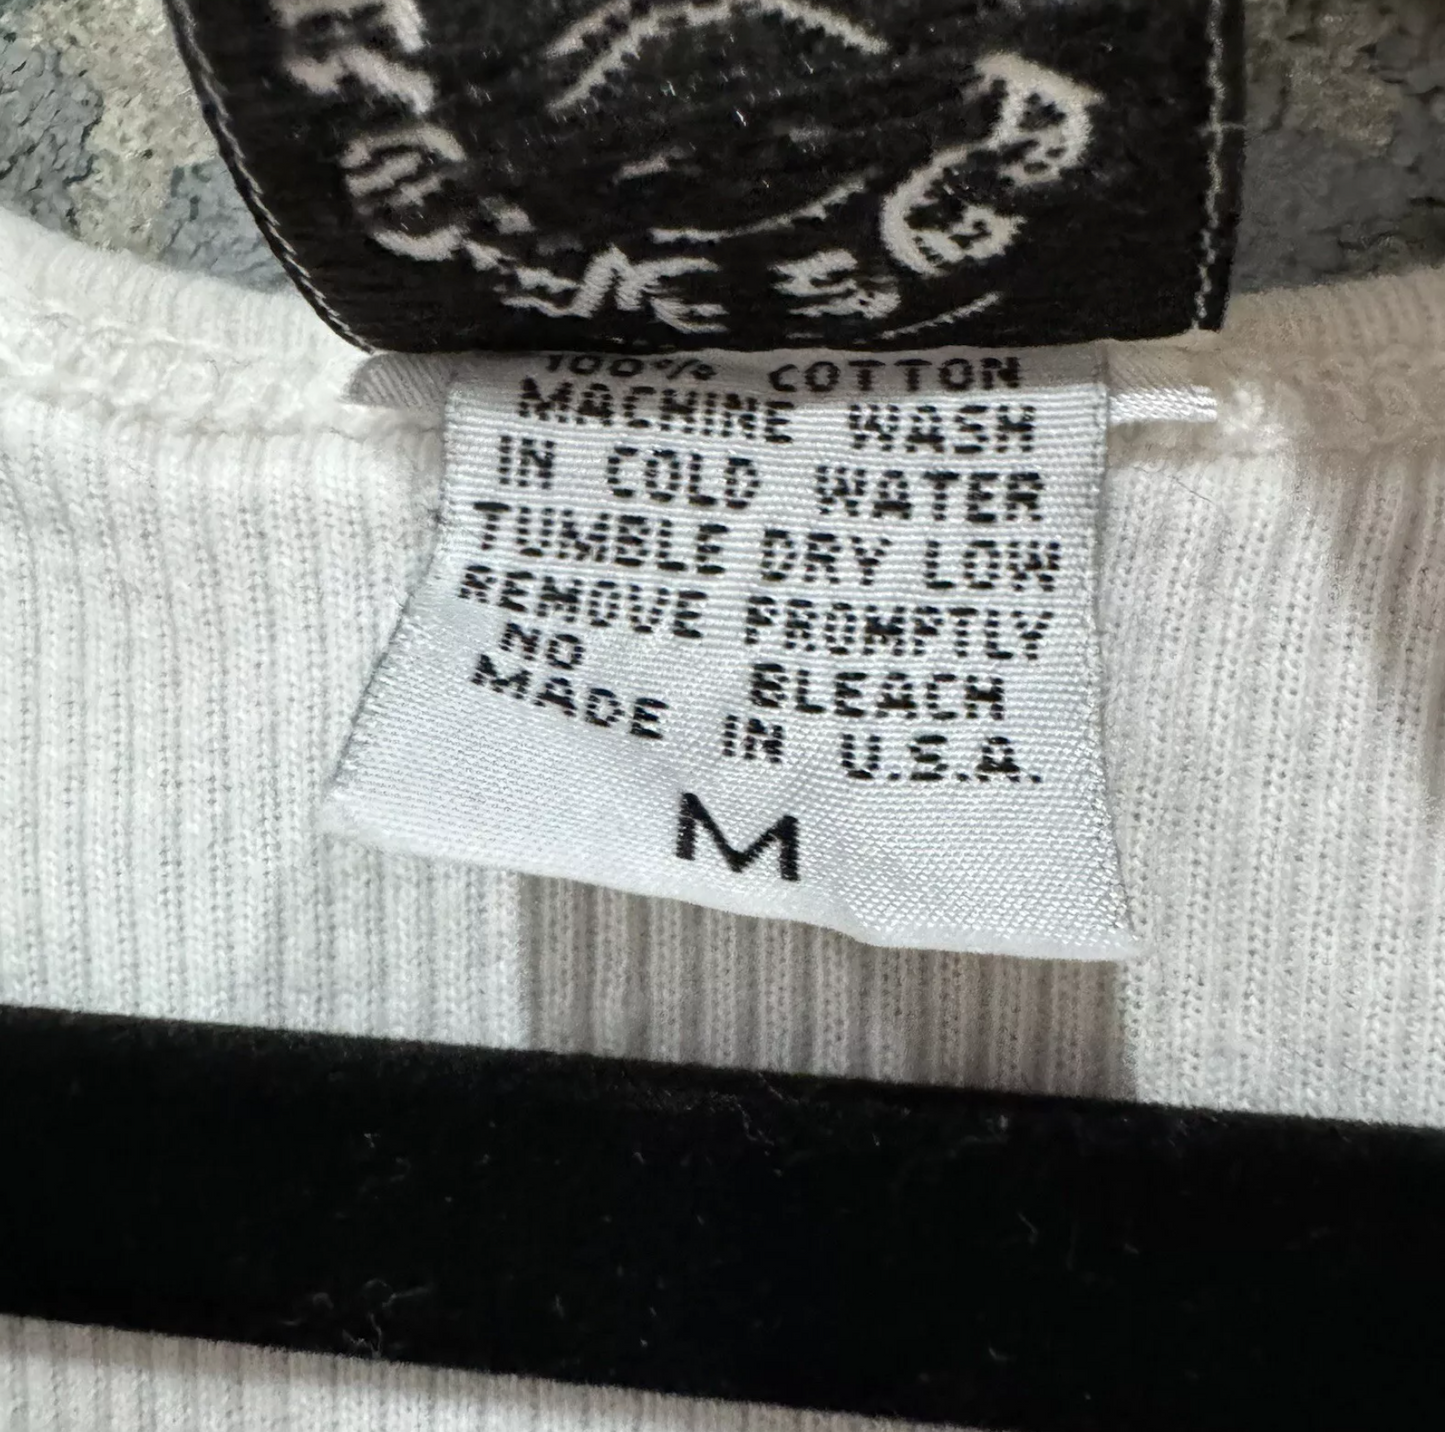 100% COTTON
MACHINE WASH
IN COLD WATER
TUMBLE DRY LOW
REMOVE PROMPTLY
NO BLEACH
MADE IN U.S.A.
M